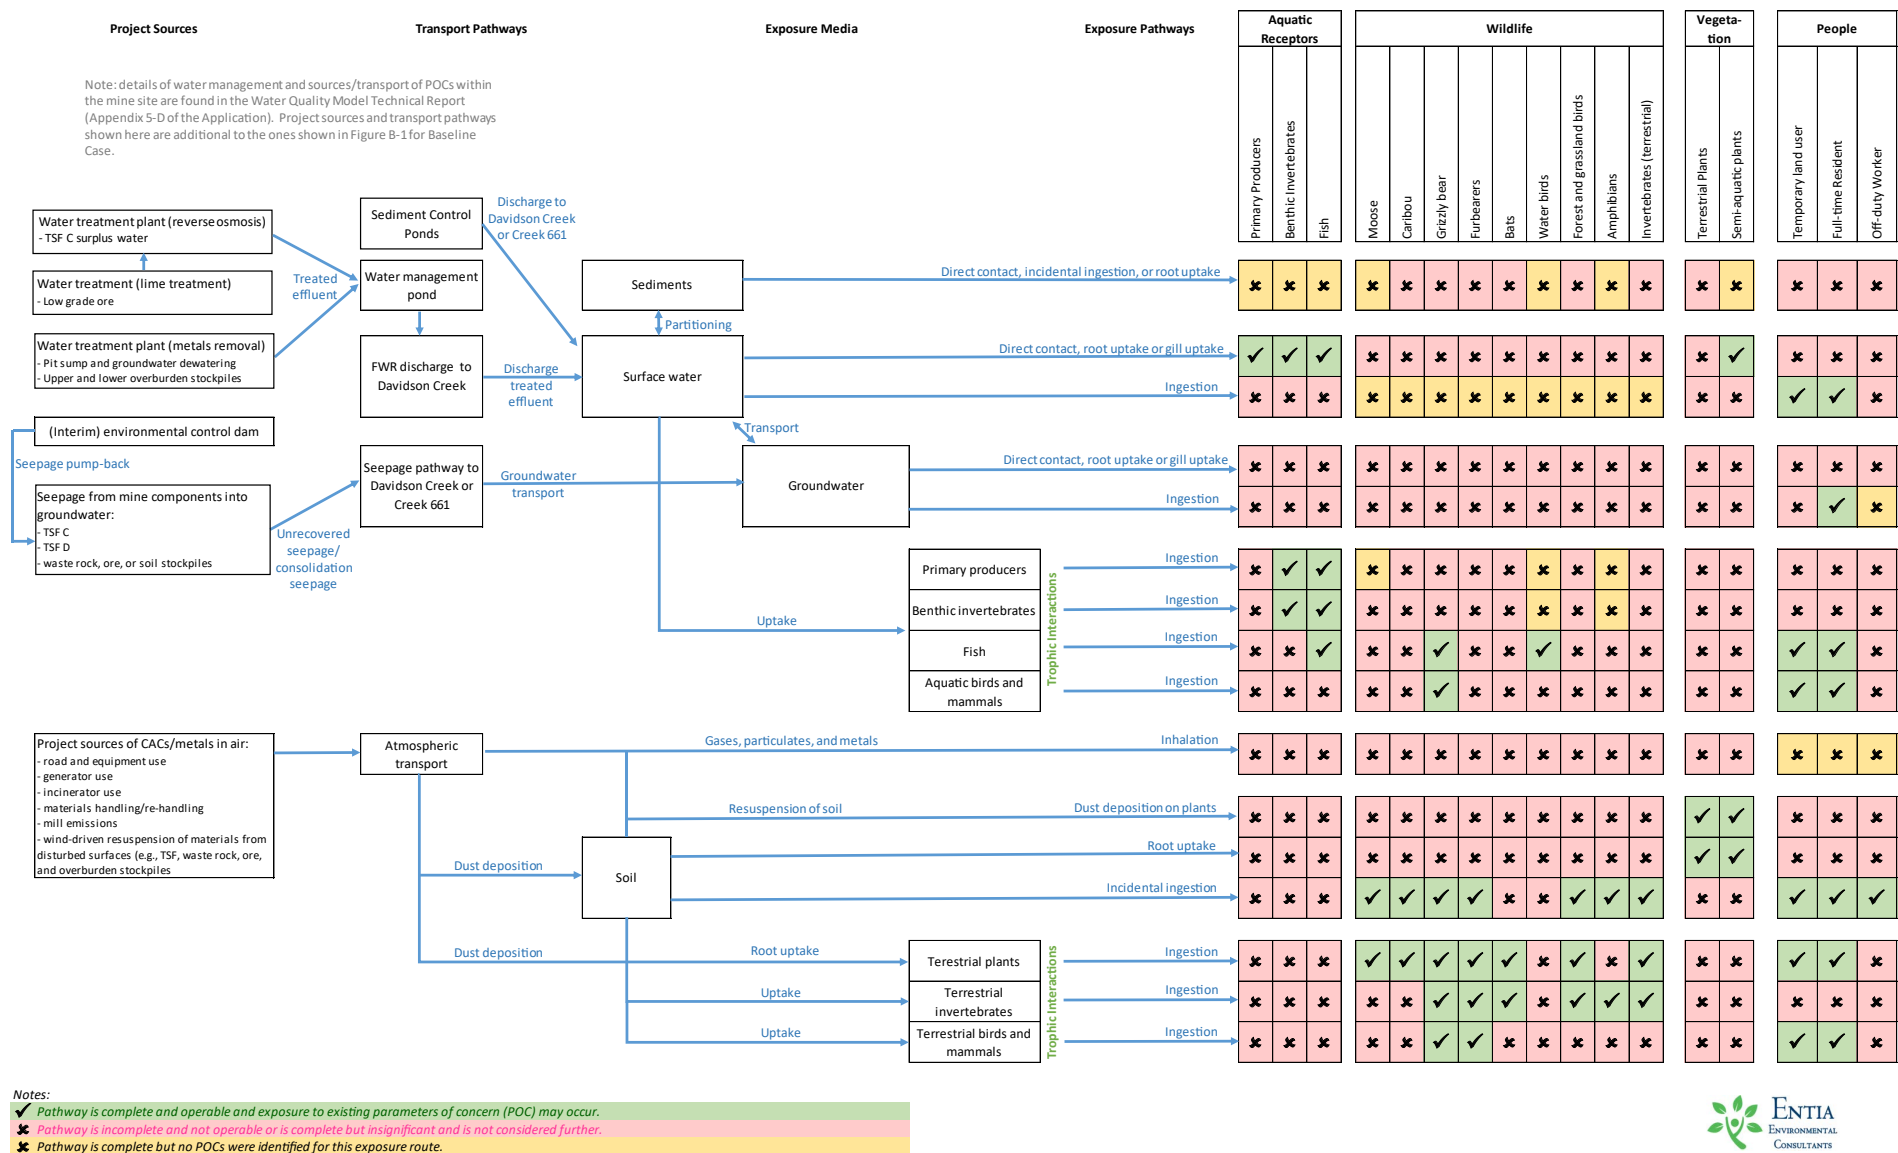 Project Sources
Transport Pathways
Exposure Media
Exposure Pathways
Aquatic
Receptors
Wildlife
Vegeta-
tion
People
Note: details of water management and sources/transport of POCs within
the mine site are found in the Water Quality Model Technical Report
(Appendix 5-D of the Application). Project sources and transport pathways
shown here are additional to the ones shown in Figure B-1 for Baseline
Case.
Primary Producers
Benthic Invertebrates
Fish
Moose
Caribou
Grizzly bear
Furbearers
Bats
Water birds
Forest and grassland birds
Amphibians
Invertebrates (terrestrial)
Terrestrial Plants
Semi-aquatic plants
Temporary land user
Full-time Resident
Off-duty Worker
Water treatment plant (reverse osmosis)
- TSF C surplus water
Water treatment (lime treatment)
- Low grade ore
Water treatment plant (metals removal)
- Pit sump and groundwater dewatering
- Upper and lower overburden stockpiles
(Interim) environmental control dam
Seepage pump-back
Seepage from mine components into
groundwater:
- TSF C
- TSF D
- waste rock, ore, or soil stockpiles
Treated
effluent
Unrecovered
seepage/
consolidation
seepage
Sediment Control
Ponds
Water management
pond
FWR discharge to
Davidson Creek
Seepage pathway to
Davidson Creek or
Creek 661
Discharge to
Davidson Creek
or Creek 661
Discharge
treated
effluent
Groundwater
transport
Sediments
Partitioning
Surface water
Transport
Groundwater
Uptake
Direct contact, incidental ingestion, or root uptake
Direct contact, root uptake or gill uptake
Ingestion
Direct contact, root uptake or gill uptake
Ingestion
Primary producers
Ingestion
Benthic invertebrates
Ingestion
Fish
Ingestion
Aquatic birds and
mammals
Ingestion
Trophic Interactions
Project sources of CACs/metals in air:
- road and equipment use
- generator use
- incinerator use
- materials handling/re-handling
- mill emissions
- wind-driven resuspension of materials from
disturbed surfaces (e.g., TSF, waste rock, ore,
and overburden stockpiles
Atmospheric
transport
Gases, particulates, and metals
Inhalation
Resuspension of soil
Dust deposition on plants
Root uptake
Dust deposition
Soil
Incidental ingestion
Dust deposition
Root uptake
Terestrial plants
Ingestion
Uptake
Terrestrial
invertebrates
Ingestion
Uptake
Terrestrial birds and
mammals
Ingestion
Trophic Interactions
Notes:
Pathway is complete and operable and exposure to existing parameters of concern (POC) may occur.
Pathway is incomplete and not operable or is complete but insignificant and is not considered further.
Pathway is complete but no POCs were identified for this exposure route.
ENTIA
ENVIRONMENTAL
CONSULTANTS